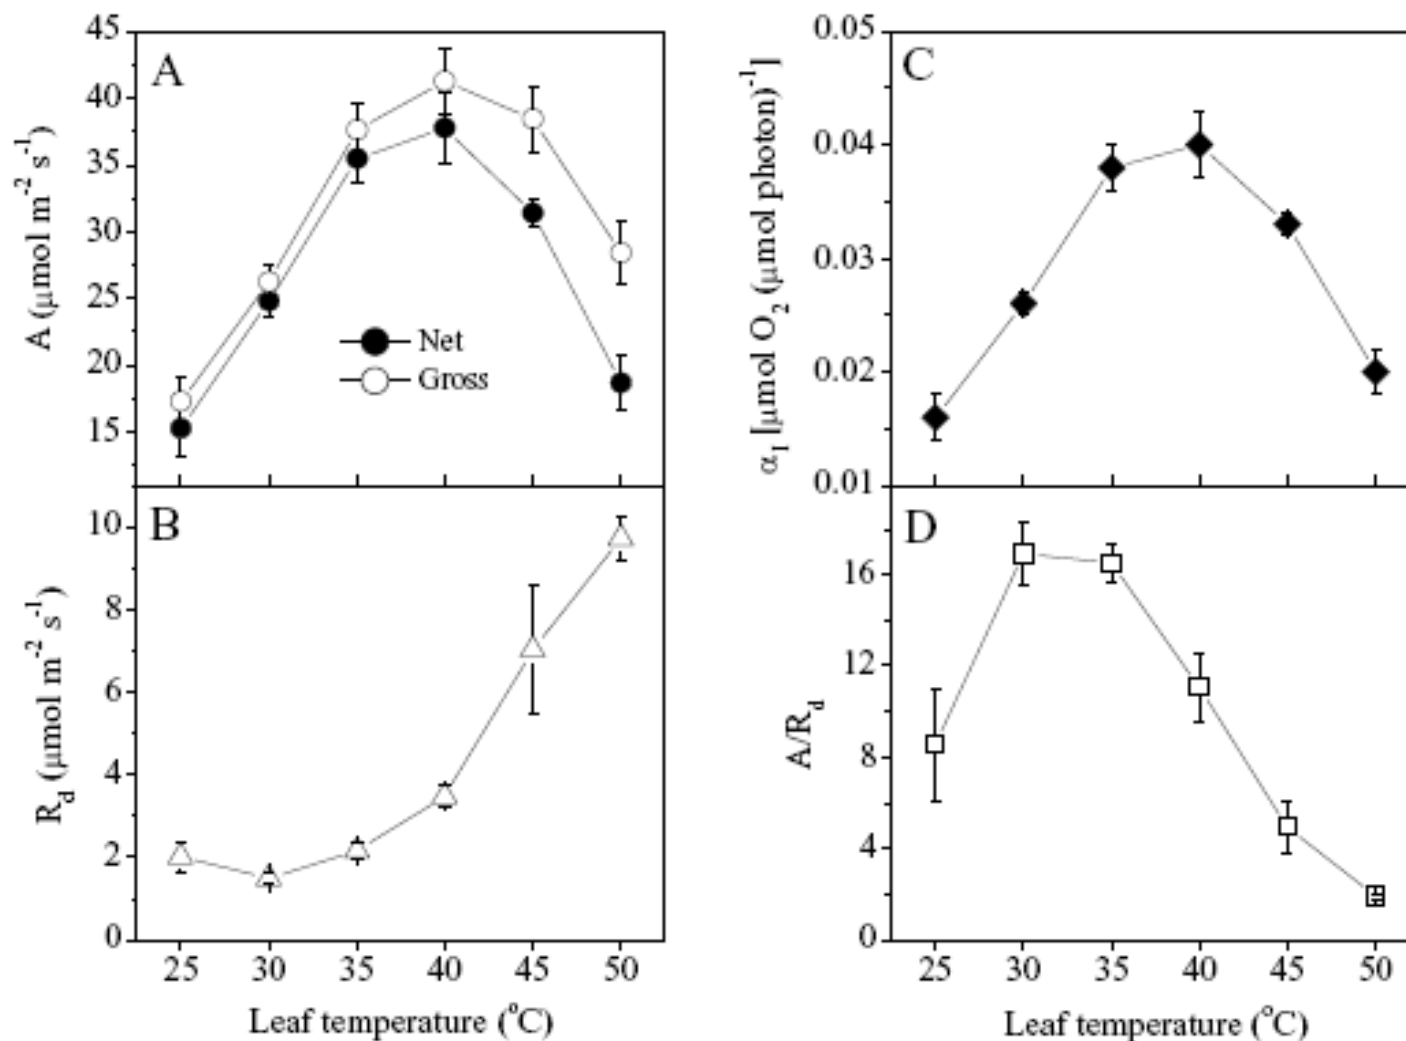 A
45
40
35
30
25
20
15
A (μmol m⁻² s⁻¹)
Net
Gross
B
10
8
6
4
2
0
R_d (μmol m⁻² s⁻¹)
25 30 35 40 45 50
Leaf temperature (°C)
C
0.05
0.04
0.03
0.02
0.01
α_I [μmol O₂ (μmol photon)⁻¹]
D
16
12
8
4
0
A/R_d
25 30 35 40 45 50
Leaf temperature (°C)